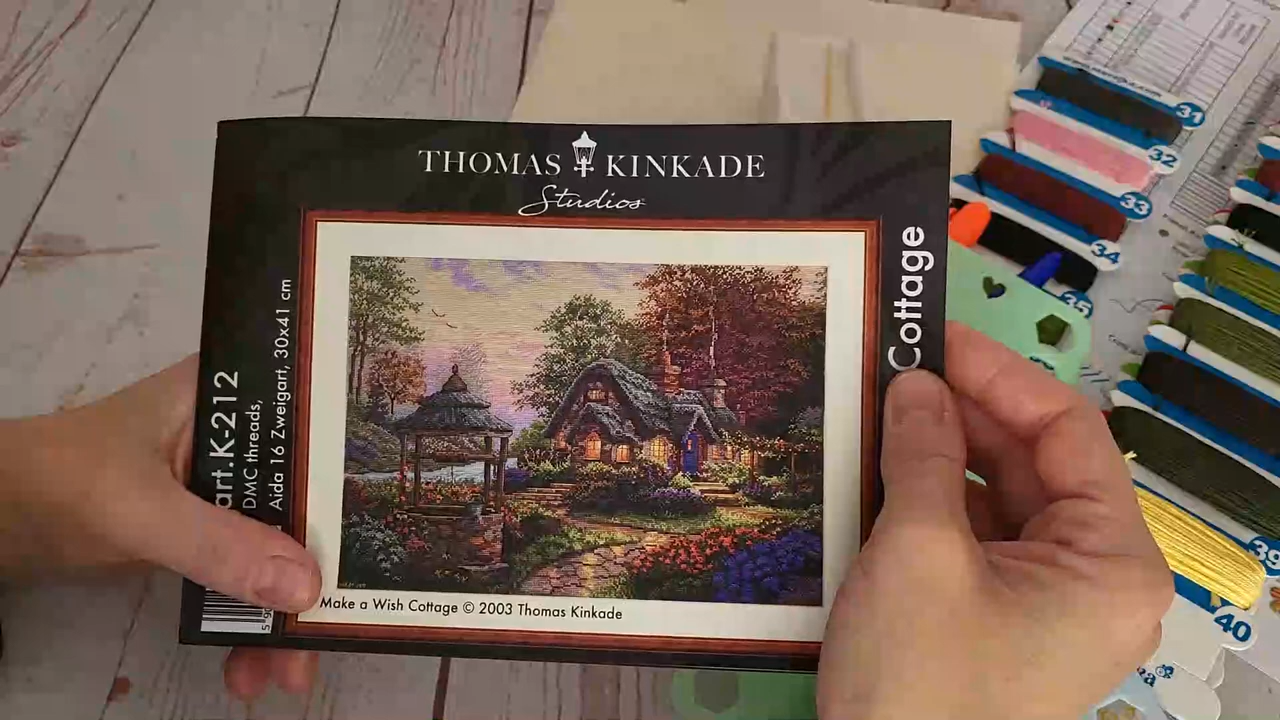 THOMAS KINKADE
Studios
art.K-212
DMC threads,
Aida 16 Zweigart, 30x41 cm
Cottage
Make a Wish Cottage © 2003 Thomas Kinkade
31
32
33
34
35
39
40